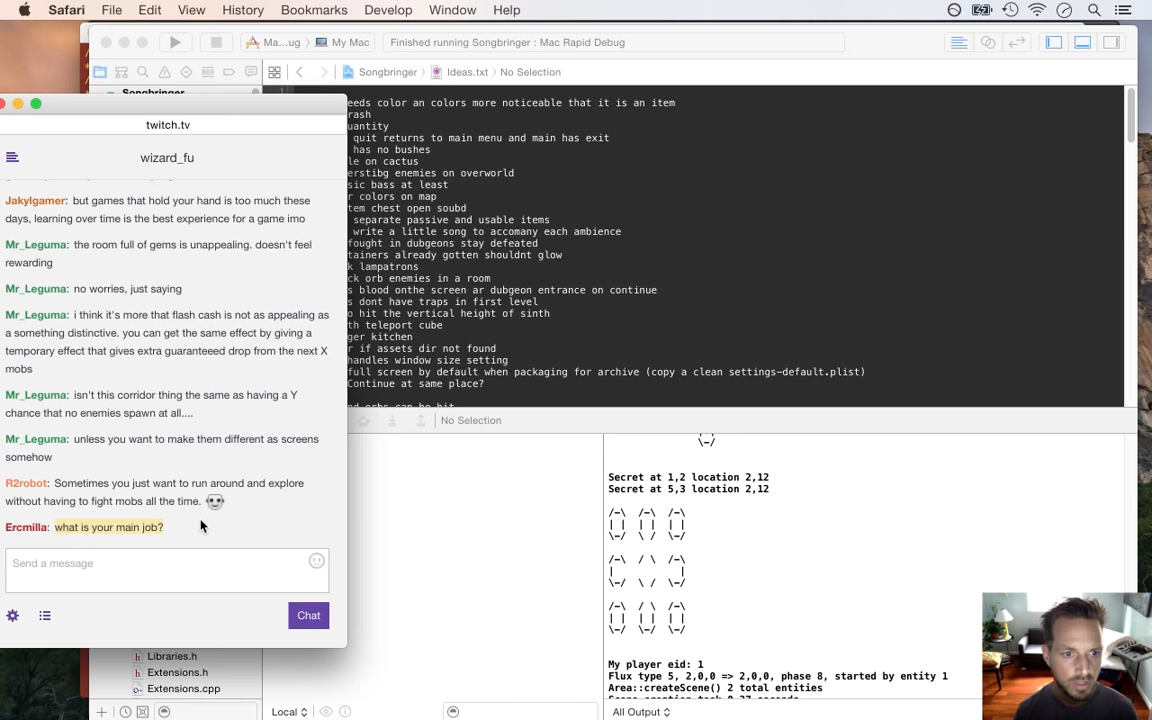 Safari File Edit View History Bookmarks Develop Window Help
Ma...ug My Mac Finished running Songbringer : Mac Rapid Debug
Songbringer Ideas.txt No Selection
Songbringer
1
eeds color an colors more noticeable that it is an item
rash
uantity
quit returns to main menu and main has exit
has no bushes
le on cactus
erstibg enemies on overworld
sic bass at least
r colors on map
tem chest open soubd
separate passive and usable items
write a little song to accomany each ambience
fought in dubgeons stay defeated
tainers already gotten shouldnt glow
k lampatrons
ck orb enemies in a room
s blood onthe screen ar dubgeon entrance on continue
s dont have traps in first level
o hit the vertical height of sinth
th teleport cube
ger kitchen
r if assets dir not found
handles window size setting
full screen by default when packaging for archive (copy a clean settings-default.plist)
Continue at same place?
No Selection
twitch.tv
wizard_fu
Jakylgamer: but games that hold your hand is too much these
days, learning over time is the best experience for a game imo
Mr_Leguma: the room full of gems is unappealing. doesn't feel
rewarding
Mr_Leguma: no worries, just saying
Mr_Leguma: i think it's more that flash cash is not as appealing as
a something distinctive. you can get the same effect by giving a
temporary effect that gives extra guaranteeed drop from the next X
mobs
Mr_Leguma: isn't this corridor thing the same as having a Y
chance that no enemies spawn at all....
Mr_Leguma: unless you want to make them different as screens
somehow
R2robot: Sometimes you just want to run around and explore
without having to fight mobs all the time.
Ercmilla: what is your main job?
Send a message
Chat
Libraries.h
Extensions.h
Extensions.cpp
\-/
Secret at 1,2 location 2,12
Secret at 5,3 location 2,12
/-\ /-\ /-\
| | | | | |
\-/ \ / \-/
/-\ / \ /-\
| |
\-/ \ / \-/
/-\ / \ /-\
| | | | | |
\-/ \-/ \-/
My player eid: 1
Flux type 5, 2,0,0 => 2,0,0, phase 8, started by entity 1
Area::createScene() 2 total entities
Local
All Output